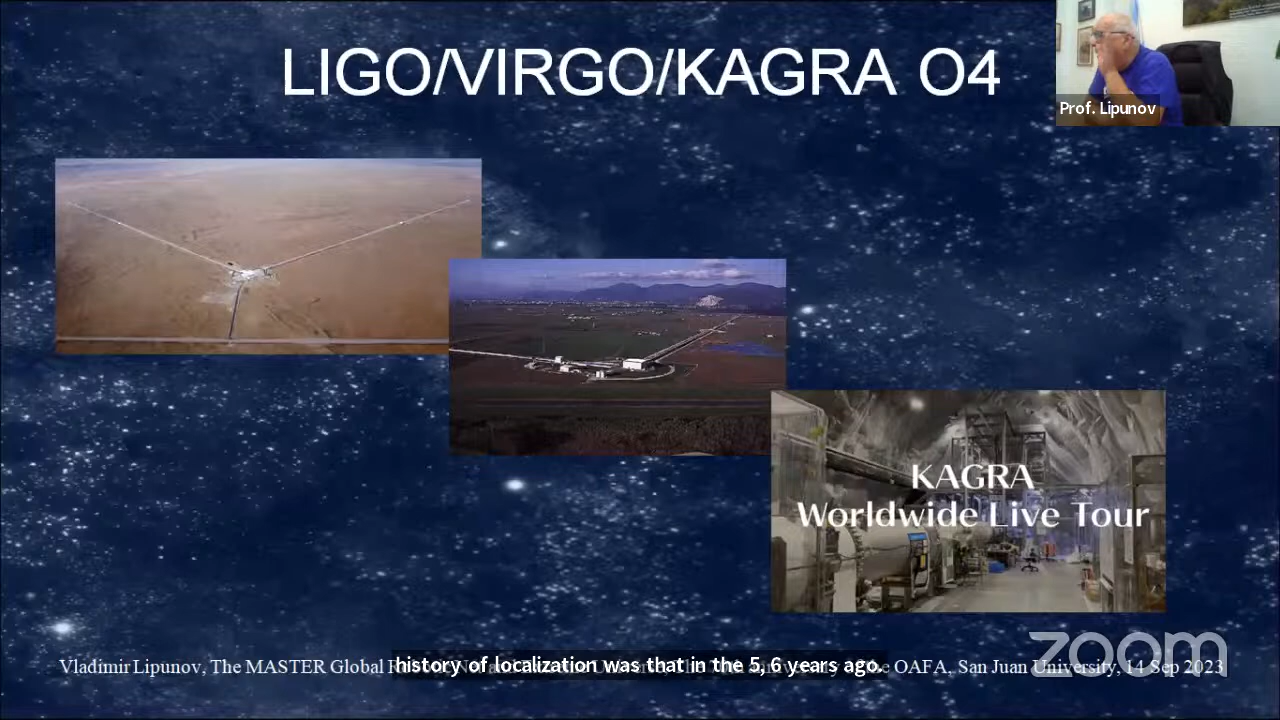 LIGO/VIRGO/KAGRA O4
Prof. Lipunov
KAGRA
Worldwide Live Tour
zoom
Vladimir Lipunov, The MASTER Global OAFA, San Juan University, 14 Sep 2023
history of localization was that in the 5, 6 years ago.